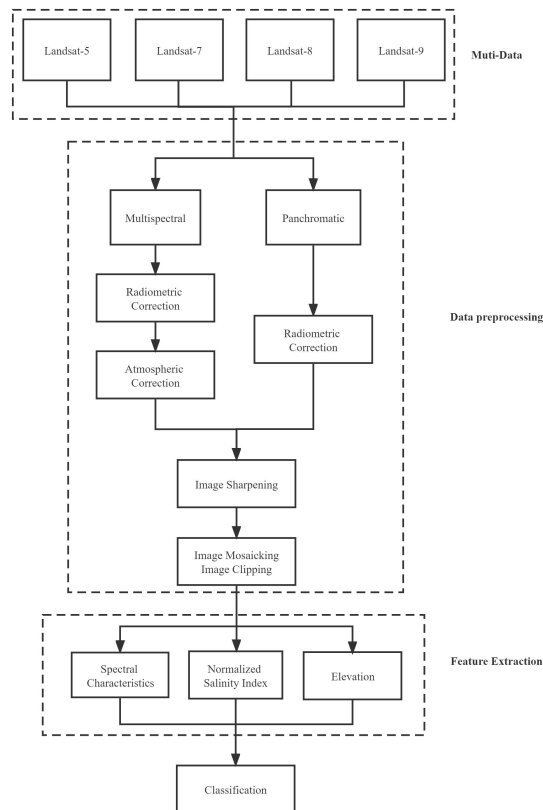 Landsat-5
Landsat-7
Landsat-8
Landsat-9
Muti-Data
Multispectral
Panchromatic
Radiometric
Correction
Radiometric
Correction
Data preprocessing
Atmospheric
Correction
Image Sharpening
Image Mosaicking
Image Clipping
Spectral
Characteristics
Normalized
Salinity Index
Elevation
Feature Extraction
Classification